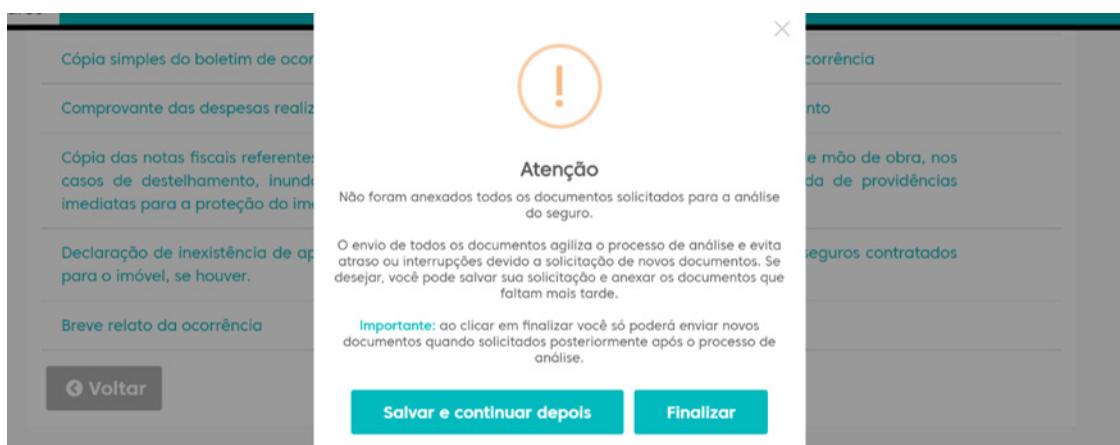 Cópia simples do boletim de ocor
corrência
Comprovante das despesas realiz
nto
Cópia das notas fiscais referentes
e mão de obra, nos
casos de destelhamento, inund
da de providências
imediatas para a proteção do im
Declaração de inexistência de ap
seguros contratados
para o imóvel, se houver.
Breve relato da ocorrência
Voltar
Atenção
Não foram anexados todos os documentos solicitados para a análise
do seguro.
O envio de todos os documentos agiliza o processo de análise e evita
atraso ou interrupções devido a solicitação de novos documentos. Se
desejar, você pode salvar sua solicitação e anexar os documentos que
faltam mais tarde.
Importante: ao clicar em finalizar você só poderá enviar novos
documentos quando solicitados posteriormente após o processo de
análise.
Salvar e continuar depois
Finalizar